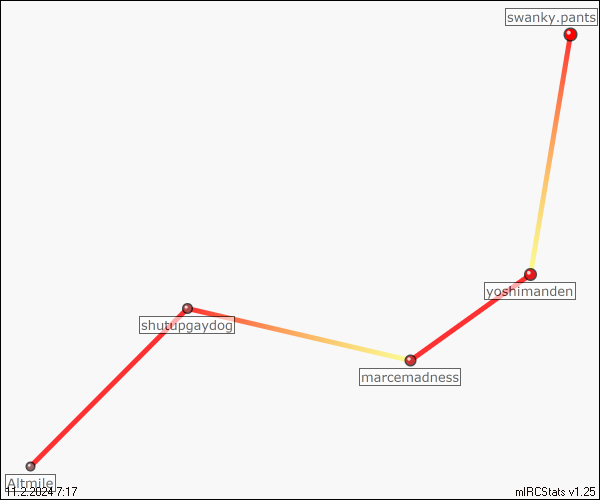 swanky.pants
yoshimanden
shutupgaydog
marcemadness
Altmile
11.2.2024 7:17
mIRCStats v1.25